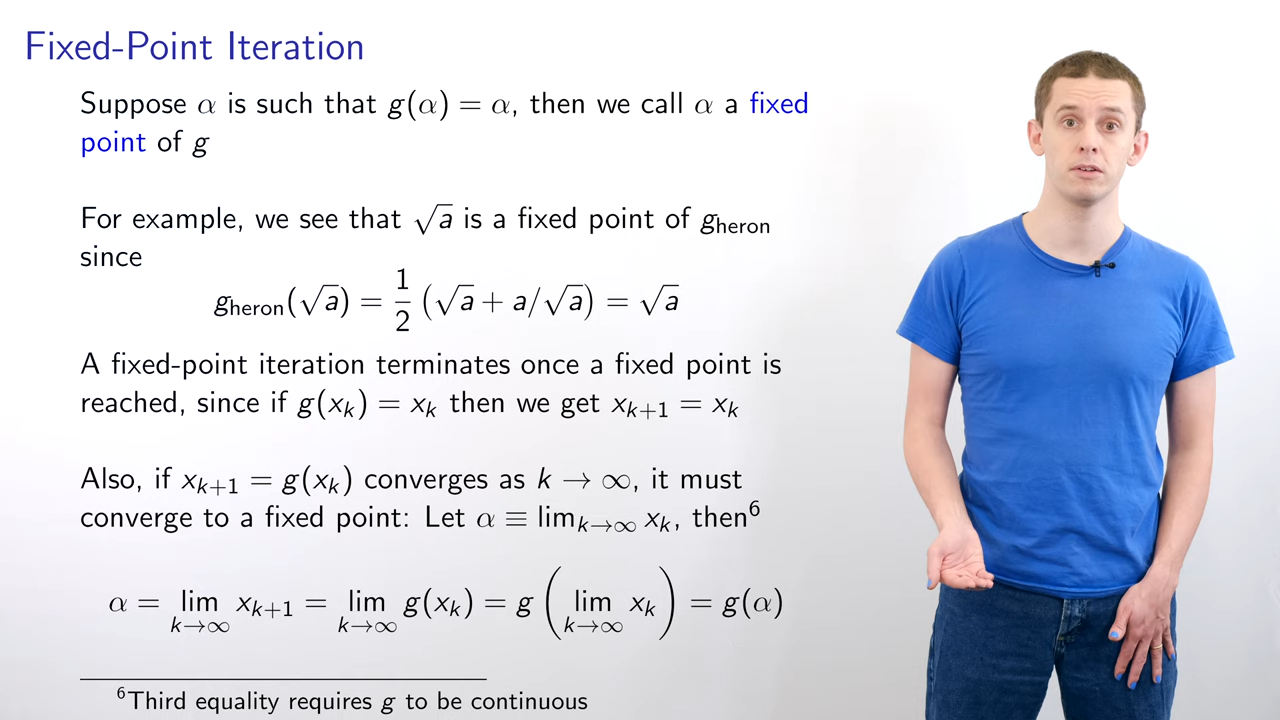 Fixed-Point Iteration
Suppose α is such that g(α) = α, then we call α a fixed
point of g
For example, we see that √a is a fixed point of g_heron
since
g_heron(√a) = 1/2 (√a + a/√a) = √a
A fixed-point iteration terminates once a fixed point is
reached, since if g(x_k) = x_k then we get x_{k+1} = x_k
Also, if x_{k+1} = g(x_k) converges as k → ∞, it must
converge to a fixed point: Let α ≡ lim_{k→∞} x_k, then⁶
α = lim_{k→∞} x_{k+1} = lim_{k→∞} g(x_k) = g (lim_{k→∞} x_k) = g(α)
⁶Third equality requires g to be continuous